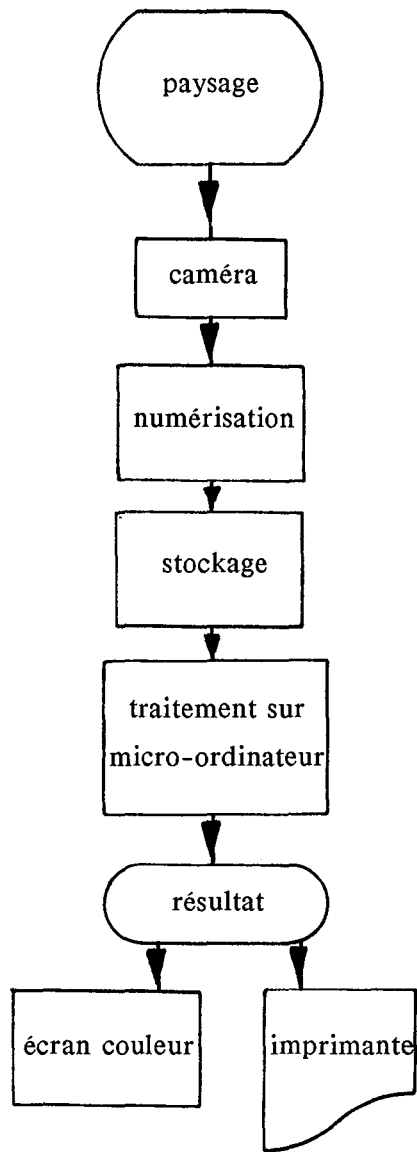 paysage
caméra
numérisation
stockage
traitement sur
micro-ordinateur
résultat
écran couleur
imprimante